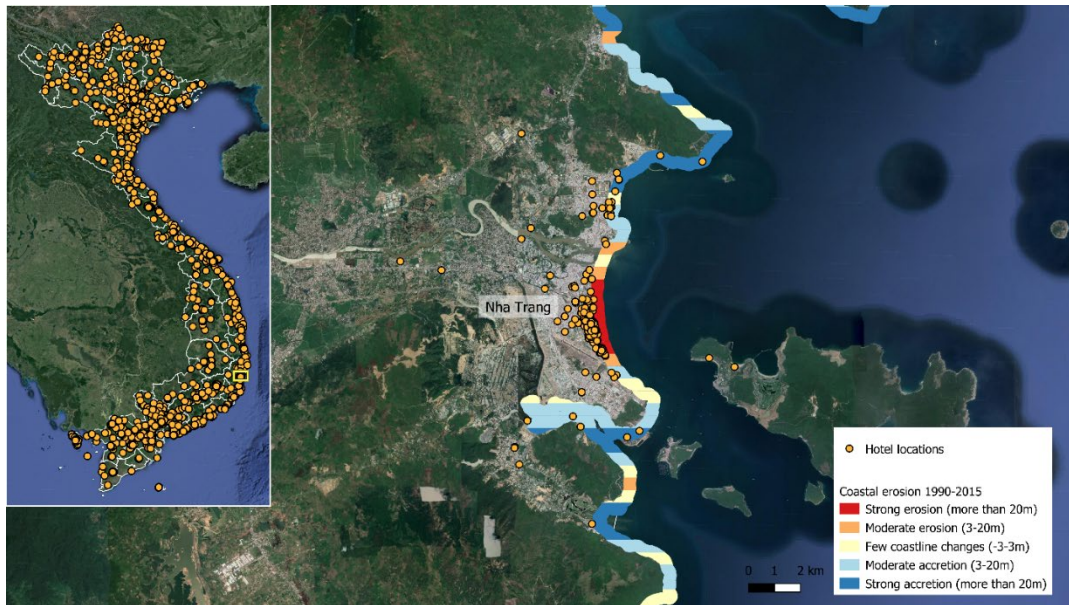 Nha Trang
Hotel locations
Coastal erosion 1990-2015
Strong erosion (more than 20m)
Moderate erosion (3-20m)
Few coastline changes (-3-3m)
Moderate accretion (3-20m)
Strong accretion (more than 20m)
0 1 2 km